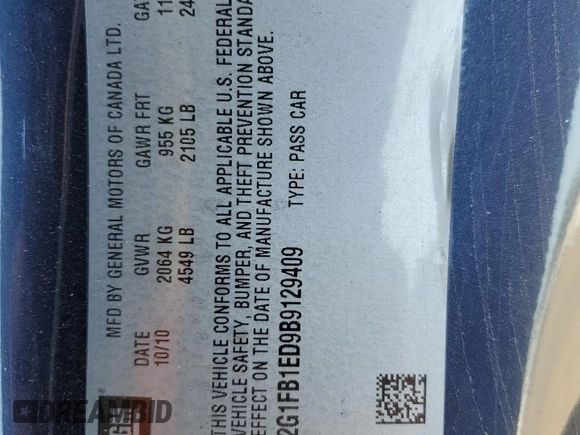 MFD BY GENERAL MOTORS OF CANADA LTD.
DATE GVWR GAWR FRT
10/10 2064 KG 955 KG
4549 LB 2105 LB
THIS VEHICLE CONFORMS TO ALL APPLICABLE U.S. FEDERAL
VEHICLE SAFETY, BUMPER, AND THEFT PREVENTION
EFFECT ON THE DATE OF MANUFACTURE SHOWN ABOVE.
2G1FB1ED9B9129409 TYPE: PASS CAR
DREAMBID